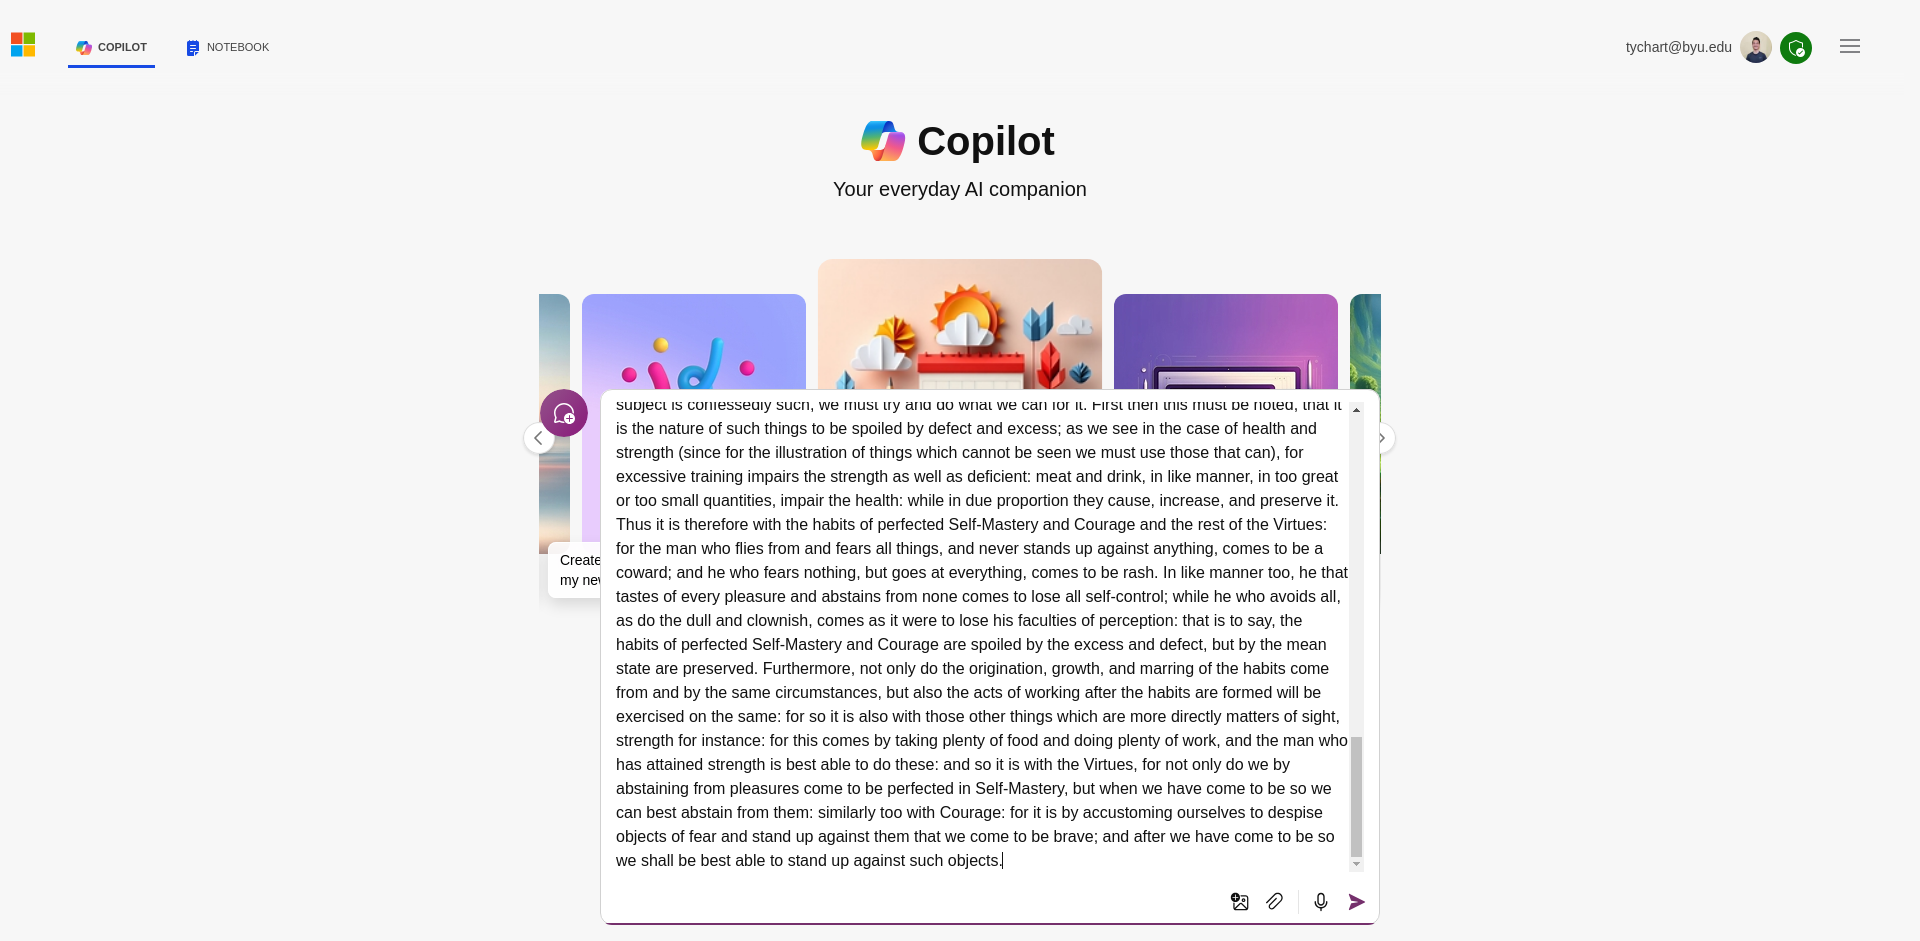 COPILOT
NOTEBOOK
tychart@byu.edu
Copilot
Your everyday AI companion
Create
my new
subject is confessedly such, we must try and do what we can for it. First then this must be noted, that it
is the nature of such things to be spoiled by defect and excess; as we see in the case of health and
strength (since for the illustration of things which cannot be seen we must use those that can), for
excessive training impairs the strength as well as deficient: meat and drink, in like manner, in too great
or too small quantities, impair the health: while in due proportion they cause, increase, and preserve it.
Thus it is therefore with the habits of perfected Self-Mastery and Courage and the rest of the Virtues:
for the man who flies from and fears all things, and never stands up against anything, comes to be a
coward; and he who fears nothing, but goes at everything, comes to be rash. In like manner too, he that
tastes of every pleasure and abstains from none comes to lose all self-control; while he who avoids all,
as do the dull and clownish, comes as it were to lose his faculties of perception: that is to say, the
habits of perfected Self-Mastery and Courage are spoiled by the excess and defect, but by the mean
state are preserved. Furthermore, not only do the origination, growth, and marring of the habits come
from and by the same circumstances, but also the acts of working after the habits are formed will be
exercised on the same: for so it is also with those other things which are more directly matters of sight,
strength for instance: for this comes by taking plenty of food and doing plenty of work, and the man who
has attained strength is best able to do these: and so it is with the Virtues, for not only do we by
abstaining from pleasures come to be perfected in Self-Mastery, but when we have come to be so we
can best abstain from them: similarly too with Courage: for it is by accustoming ourselves to despise
objects of fear and stand up against them that we come to be brave; and after we have come to be so
we shall be best able to stand up against such objects.